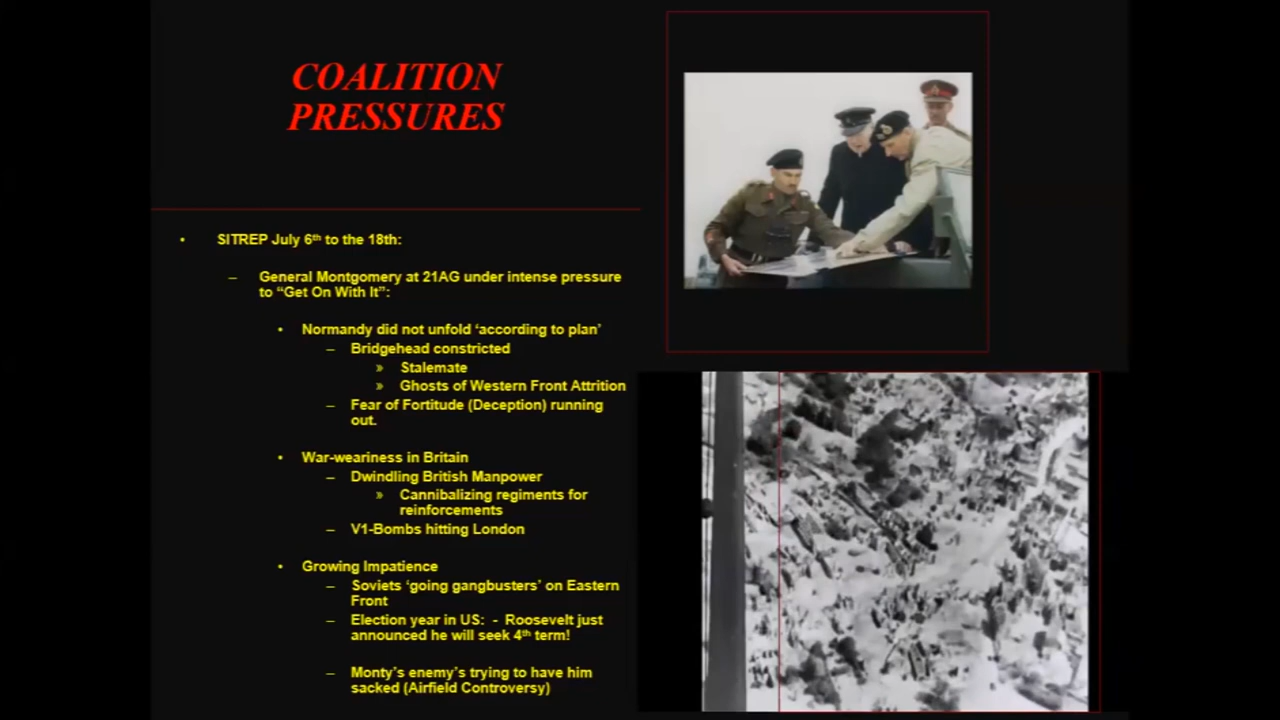 COALITION
PRESSURES
• SITREP July 6th to the 18th:
– General Montgomery at 21AG under intense pressure
to “Get On With It”:
• Normandy did not unfold ‘according to plan’
– Bridgehead constricted
» Stalemate
» Ghosts of Western Front Attrition
– Fear of Fortitude (Deception) running
out.
• War-weariness in Britain
– Dwindling British Manpower
» Cannibalizing regiments for
reinforcements
– V1-Bombs hitting London
• Growing Impatience
– Soviets ‘going gangbusters’ on Eastern
Front
– Election year in US: - Roosevelt just
announced he will seek 4th term!
– Monty’s enemy’s trying to have him
sacked (Airfield Controversy)